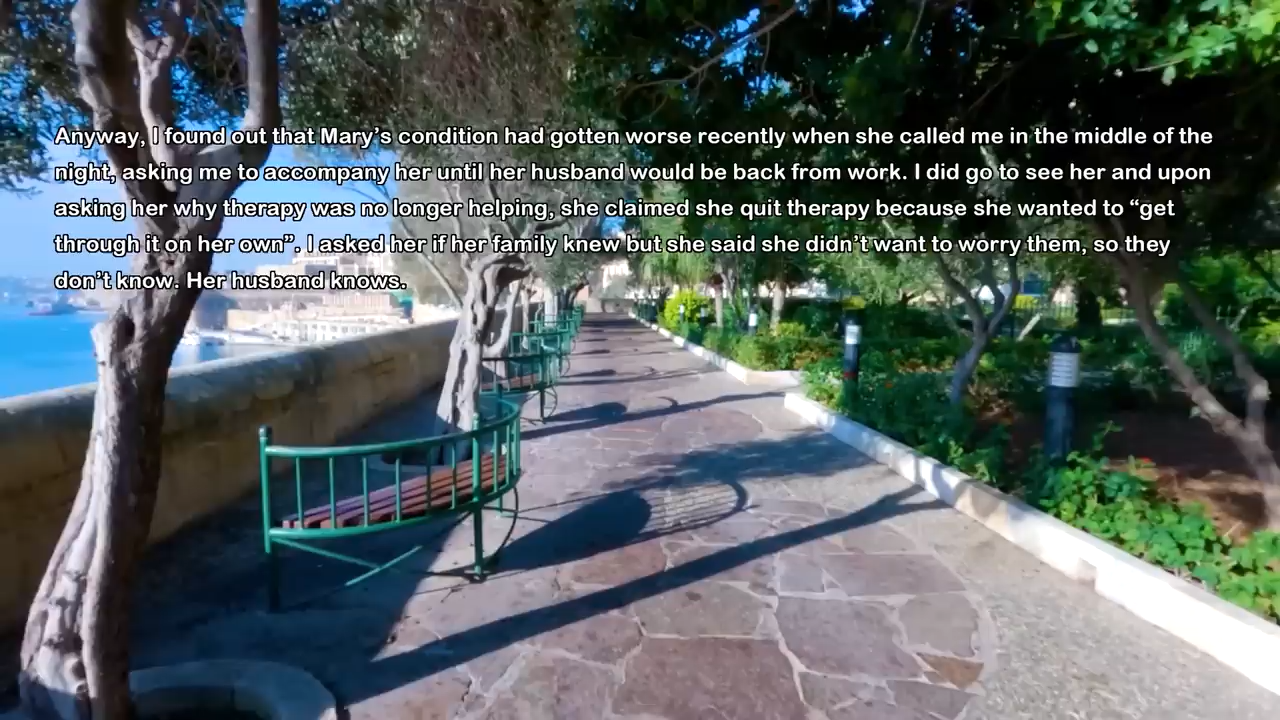 Anyway, I found out that Mary’s condition had gotten worse recently when she called me in the middle of the
night, asking me to accompany her until her husband would be back from work. I did go to see her and upon
asking her why therapy was no longer helping, she claimed she quit therapy because she wanted to “get
through it on her own”. I asked her if her family knew but she said she didn’t want to worry them, so they
don’t know. Her husband knows.